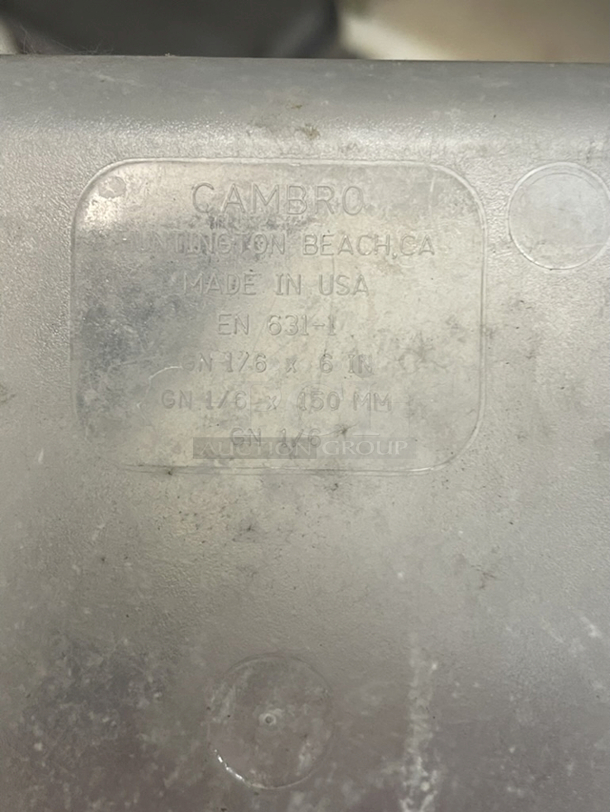 CAMBRO
HUNTINGTON BEACH, CA
MADE IN USA
EN 631-1
GN 1/6 x 6 IN
GN 1/6 x 150 MM
GN 1/6
AUCTION GROUP